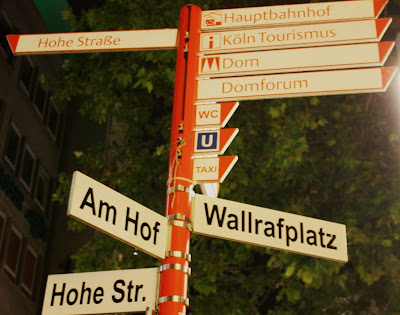 Hauptbahnhof
i Köln Tourismus
Hohe Straße
Dom
Domforum
WC
U
TAXI
Am Hof
Wallrafplatz
Hohe Str.